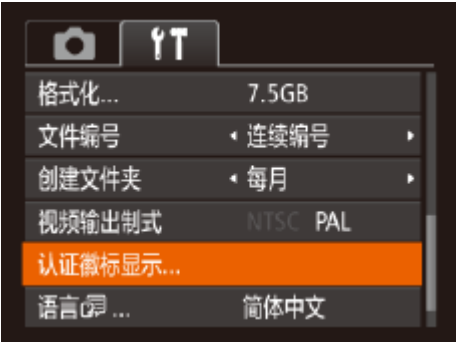 格式化... 7.5GB
文件编号 连续编号
创建文件夹 每月
视频输出制式 NTSC PAL
认证徽标显示...
语言 ... 简体中文